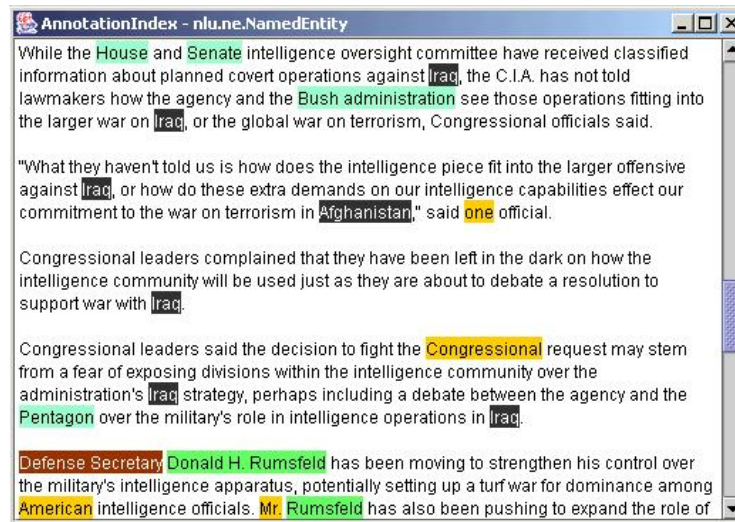 AnnotationIndex - nlu.ne.NamedEntity
While the House and Senate intelligence oversight committee have received classified
information about planned covert operations against Iraq, the C.I.A. has not told
lawmakers how the agency and the Bush administration see those operations fitting into
the larger war on Iraq, or the global war on terrorism, Congressional officials said.
"What they haven't told us is how does the intelligence piece fit into the larger offensive
against Iraq, or how do these extra demands on our intelligence capabilities effect our
commitment to the war on terrorism in Afghanistan," said one official.
Congressional leaders complained that they have been left in the dark on how the
intelligence community will be used just as they are about to debate a resolution to
support war with Iraq.
Congressional leaders said the decision to fight the Congressional request may stem
from a fear of exposing divisions within the intelligence community over the
administration's Iraq strategy, perhaps including a debate between the agency and the
Pentagon over the military's role in intelligence operations in Iraq.
Defense Secretary Donald H. Rumsfeld has been moving to strengthen his control over
the military's intelligence apparatus, potentially setting up a turf war for dominance among
American intelligence officials. Mr. Rumsfeld has also been pushing to expand the role of